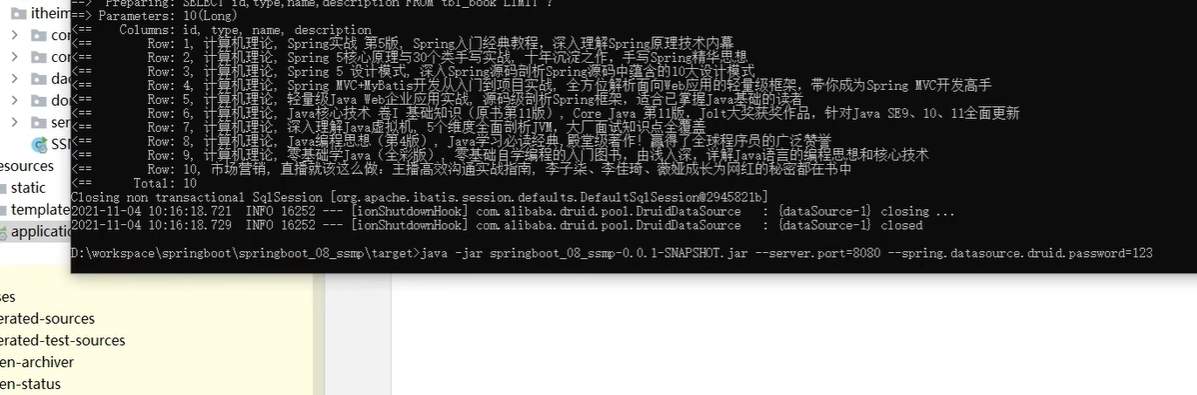 itheim
==> Preparing: SELECT id,type,name,description FROM tbl_book LIMIT ?
==> Parameters: 10(Long)
<== Columns: id, type, name, description
<== Row: 1, 计算机理论, Spring实战 第5版, Spring入门经典教程，深入理解Spring原理技术内幕
<== Row: 2, 计算机理论, Spring 5核心原理与30个类手写实战, 十年沉淀之作，手写Spring精华思想
<== Row: 3, 计算机理论, Spring 5 设计模式, 深入Spring源码剖析Spring源码中蕴含的10大设计模式
<== Row: 4, 计算机理论, Spring MVC+MyBatis开发从入门到项目实战, 全方位解析面向Web应用的轻量级框架，带你成为Spring MVC开发高手
<== Row: 5, 计算机理论, 轻量级Java Web企业应用实战, 源码级剖析Spring框架，适合已掌握Java基础的读者
<== Row: 6, 计算机理论, Java核心技术 卷I 基础知识（原书第11版）, Core Java 第11版，Jolt大奖获奖作品，针对Java SE9、10、11全面更新
<== Row: 7, 计算机理论, 深入理解Java虚拟机, 5个维度全面剖析JVM，大厂面试知识点全覆盖
<== Row: 8, 计算机理论, Java编程思想（第4版）, Java学习必读经典,殿堂级著作！赢得了全球程序员的广泛赞誉
<== Row: 9, 计算机理论, 零基础学Java（全彩版）, 零基础自学编程的入门图书，由浅入深，详解Java语言的编程思想和核心技术
<== Row: 10, 市场营销, 直播就该这么做：主播高效沟通实战指南, 李子柒、李佳琦、薇娅成长为网红的秘密都在书中
<== Total: 10
Closing non transactional SqlSession [org.apache.ibatis.session.defaults.DefaultSqlSession@2945821b]
2021-11-04 10:16:18.721 INFO 16252 --- [ionShutdownHook] com.alibaba.druid.pool.DruidDataSource : {dataSource-1} closing ...
2021-11-04 10:16:18.729 INFO 16252 --- [ionShutdownHook] com.alibaba.druid.pool.DruidDataSource : {dataSource-1} closed
D:\workspace\springboot\springboot_08_ssmp\target>java -jar springboot_08_ssmp-0.0.1-SNAPSHOT.jar --server.port=8080 --spring.datasource.druid.password=123
con
con
dao
dor
ser
SSM
esources
static
template
applicatio
ses
erated-sources
erated-test-sources
en-archiver
en-status